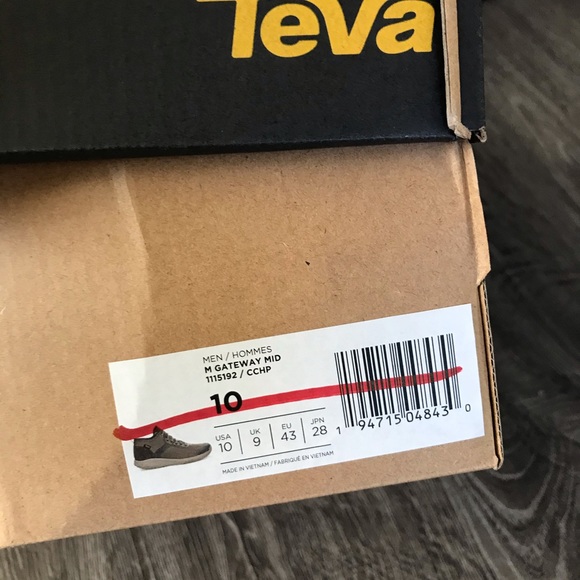 Teva
MEN / HOMMES
M GATEWAY MID
1115192 / CCHP
10
USA UK EU JPN
10 9 43 28
1 94715 04843 0
MADE IN VIETNAM / FABRIQUÉ EN VIETNAM